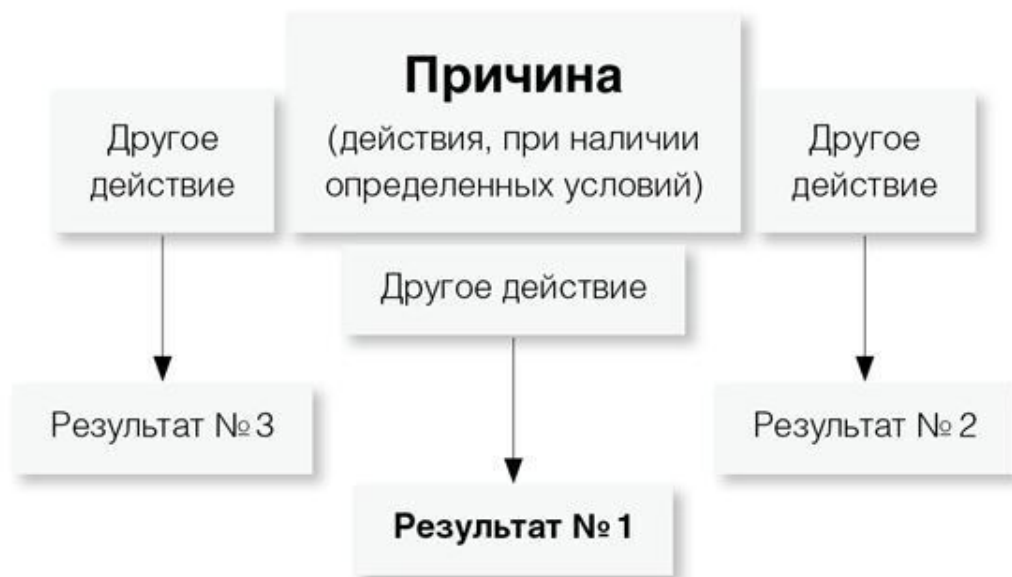 Причина
(действия, при наличии
определенных условий)
Другое
действие
Другое
действие
Другое действие
Результат № 3
Результат № 2
Результат № 1